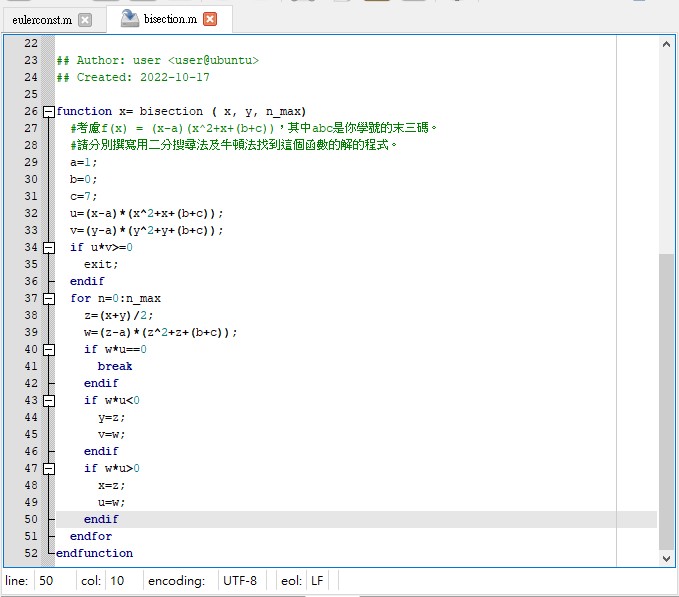 eulerconst.m bisection.m
22
23 ## Author: user <user@ubuntu>
24 ## Created: 2022-10-17
25
26 function x= bisection ( x, y, n_max)
27 #考慮f(x) = (x-a)(x^2+x+(b+c))，其中abc是你學號的末三碼。
28 #請分別撰寫用二分搜尋法及牛頓法找到這個函數的解的程式。
29 a=1;
30 b=0;
31 c=7;
32 u=(x-a)*(x^2+x+(b+c));
33 v=(y-a)*(y^2+y+(b+c));
34 if u*v>=0
35 exit;
36 endif
37 for n=0:n_max
38 z=(x+y)/2;
39 w=(z-a)*(z^2+z+(b+c));
40 if w*u==0
41 break
42 endif
43 if w*u<0
44 y=z;
45 v=w;
46 endif
47 if w*u>0
48 x=z;
49 u=w;
50 endif
51 endfor
52 endfunction
line: 50 col: 10 encoding: UTF-8 eol: LF